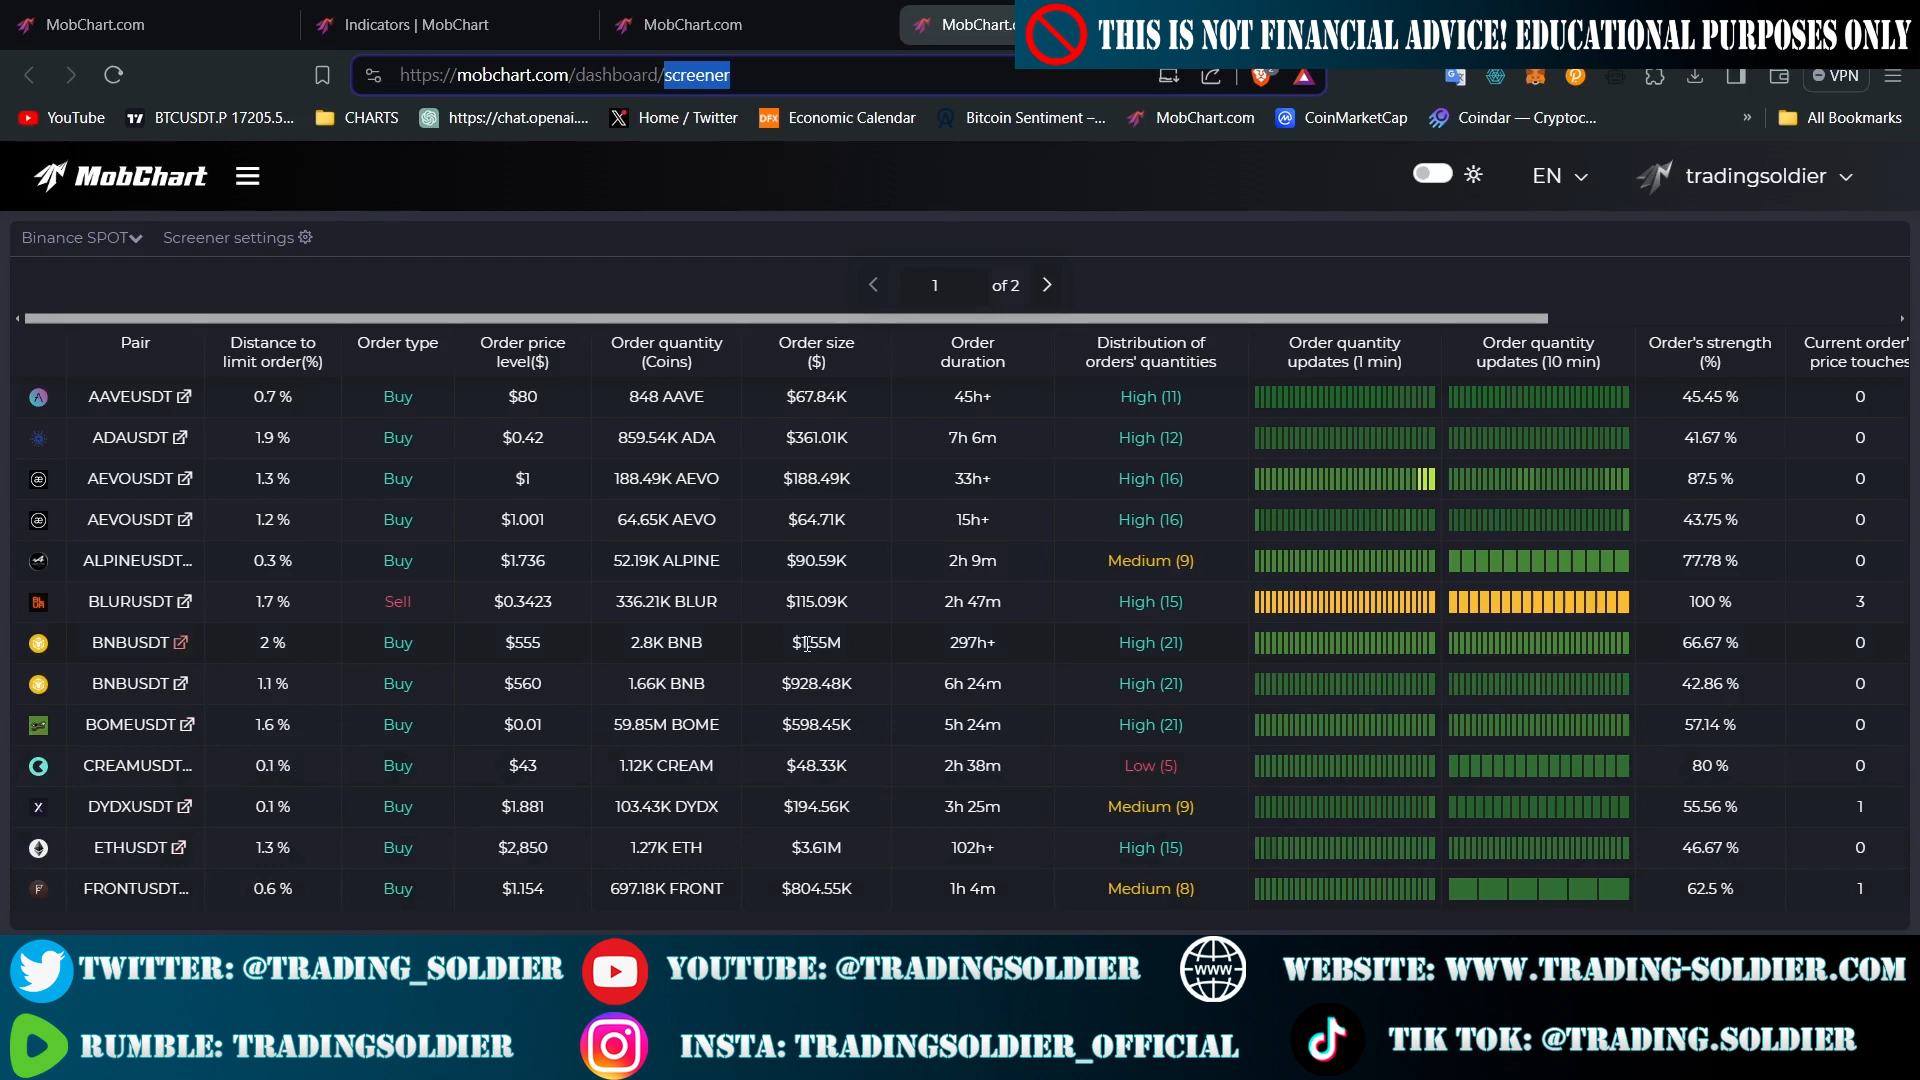 MobChart.com
Indicators | MobChart
MobChart.com
MobChart.c
THIS IS NOT FINANCIAL ADVICE! EDUCATIONAL PURPOSES ONLY
https://mobchart.com/dashboard/screener
VPN
YouTube
BTCUSDT.P 17205.5...
CHARTS
https://chat.openai....
Home / Twitter
DFX
Economic Calendar
Bitcoin Sentiment –...
MobChart.com
CoinMarketCap
Coindar — Cryptoc...
»
All Bookmarks
MobChart
EN
tradingsoldier
Binance SPOT
Screener settings
1 of 2
Pair
Distance to limit order(%)
Order type
Order price level($)
Order quantity (Coins)
Order size ($)
Order duration
Distribution of orders' quantities
Order quantity updates (1 min)
Order quantity updates (10 min)
Order's strength (%)
Current order' price touches
AAVEUSDT 0.7 % Buy $80 848 AAVE $67.84K 45h+ High (11) 45.45 % 0
ADAUSDT 1.9 % Buy $0.42 859.54K ADA $361.01K 7h 6m High (12) 41.67 % 0
AEVOUSDT 1.3 % Buy $1 188.49K AEVO $188.49K 33h+ High (16) 87.5 % 0
AEVOUSDT 1.2 % Buy $1.001 64.65K AEVO $64.71K 15h+ High (16) 43.75 % 0
ALPINEUSDT... 0.3 % Buy $1.736 52.19K ALPINE $90.59K 2h 9m Medium (9) 77.78 % 0
BLURUSDT 1.7 % Sell $0.3423 336.21K BLUR $115.09K 2h 47m High (15) 100 % 3
BNBUSDT 2 % Buy $555 2.8K BNB $1.55M 297h+ High (21) 66.67 % 0
BNBUSDT 1.1 % Buy $560 1.66K BNB $928.48K 6h 24m High (21) 42.86 % 0
BOMEUSDT 1.6 % Buy $0.01 59.85M BOME $598.45K 5h 24m High (21) 57.14 % 0
CREAMUSDT... 0.1 % Buy $43 1.12K CREAM $48.33K 2h 38m Low (5) 80 % 0
DYDXUSDT 0.1 % Buy $1.881 103.43K DYDX $194.56K 3h 25m Medium (9) 55.56 % 1
ETHUSDT 1.3 % Buy $2,850 1.27K ETH $3.61M 102h+ High (15) 46.67 % 0
FRONTUSDT... 0.6 % Buy $1.154 697.18K FRONT $804.55K 1h 4m Medium (8) 62.5 % 1
TWITTER: @TRADING_SOLDIER
YOUTUBE: @TRADINGSOLDIER
WWW
WEBSITE: WWW.TRADING-SOLDIER.COM
RUMBLE: TRADINGSOLDIER
INSTA: TRADINGSOLDIER_OFFICIAL
TIK TOK: @TRADING.SOLDIER